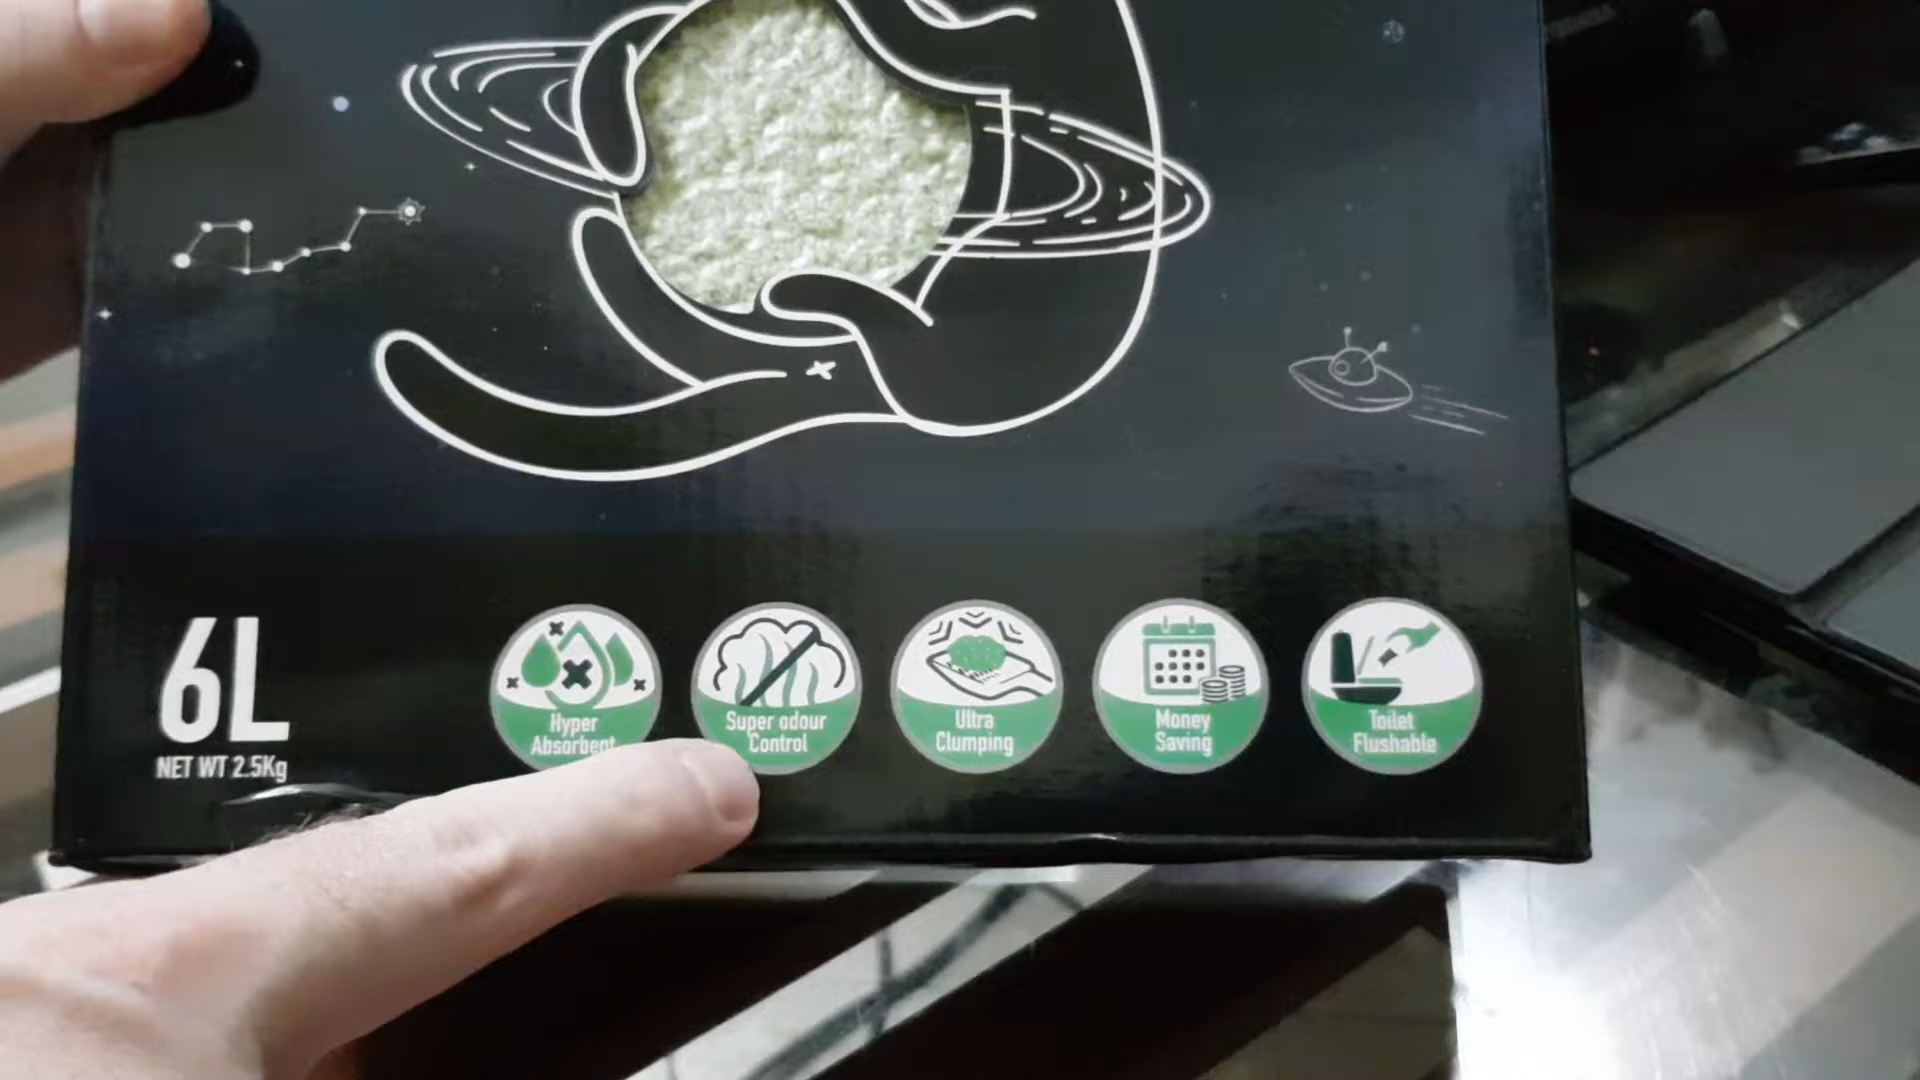 6L
NET WT 2.5Kg
Hyper
Absorbent
Super odour
Control
Ultra
Clumping
Money
Saving
Toilet
Flushable